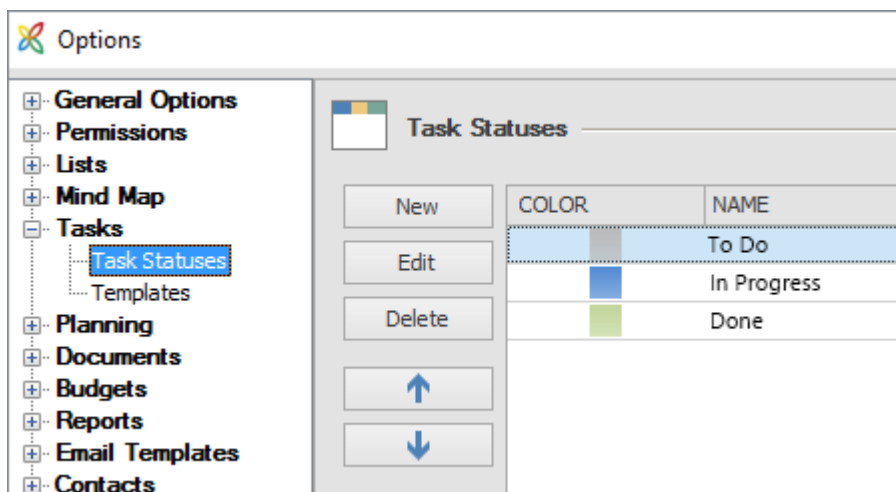 Options
General Options
Permissions
Lists
Mind Map
Tasks
Task Statuses
Templates
Planning
Documents
Budgets
Reports
Email Templates
Contacts
Task Statuses
New
Edit
Delete
COLOR NAME
To Do
In Progress
Done